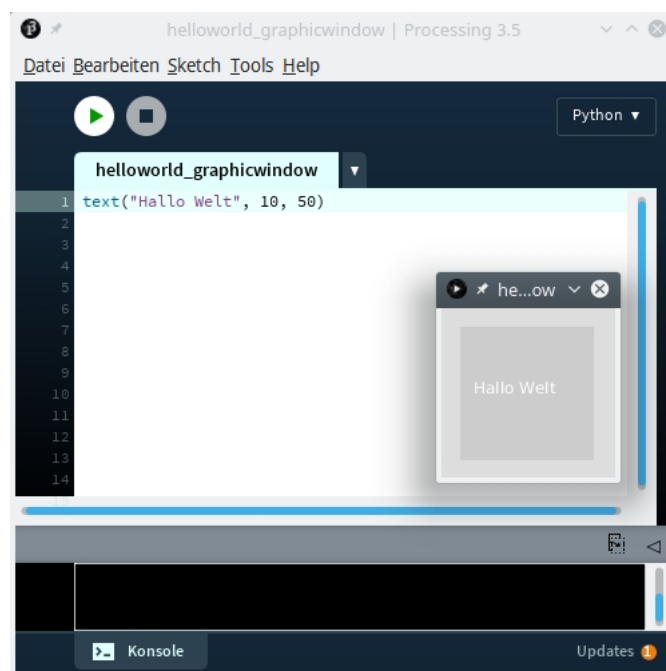 helloworld_graphicwindow | Processing 3.5
Datei Bearbeiten Sketch Tools Help
Python ▼
helloworld_graphicwindow ▼
1 text("Hallo Welt", 10, 50)
2
3
4
5
he...ow
6
7
8
9
10
Hallo Welt
11
12
13
14
>_ Konsole
Updates 1